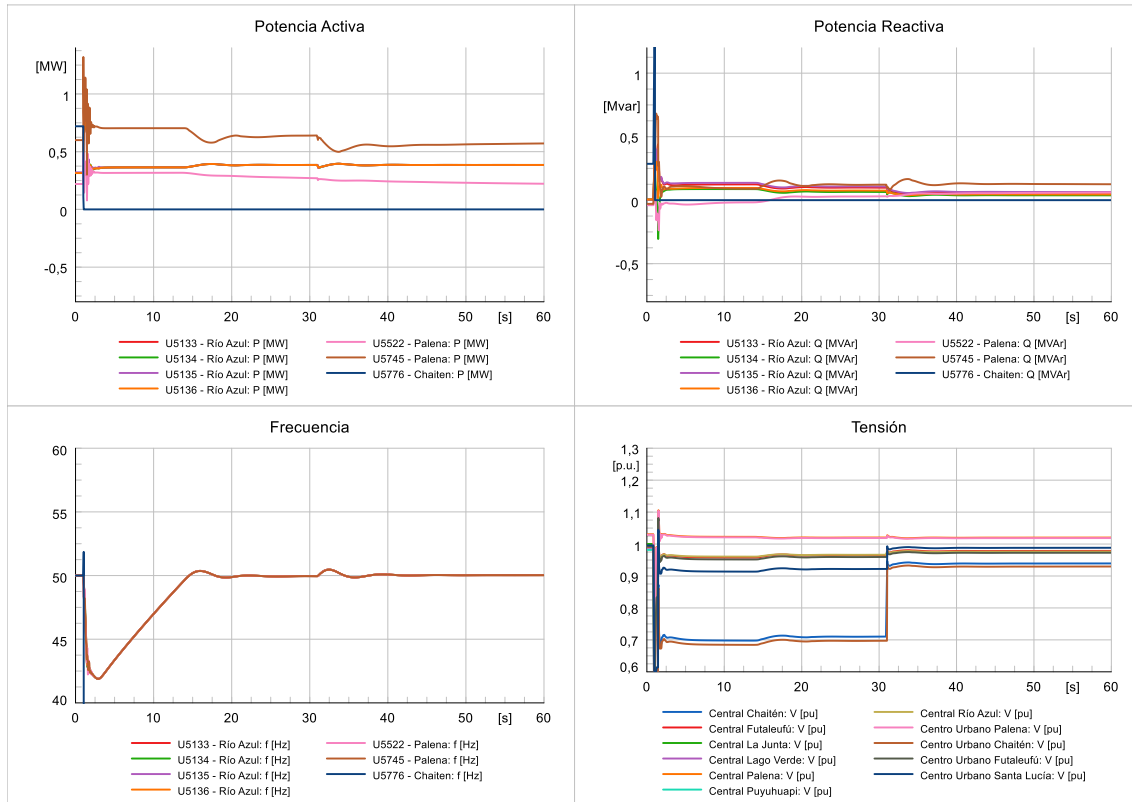 Potencia Activa
[MW]
1
0,5
0
-0,5
0 10 20 30 40 50 [s] 60
U5133 - Río Azul: P [MW]
U5134 - Río Azul: P [MW]
U5135 - Río Azul: P [MW]
U5136 - Río Azul: P [MW]
U5522 - Palena: P [MW]
U5745 - Palena: P [MW]
U5776 - Chaiten: P [MW]
Potencia Reactiva
1
[Mvar]
0,5
0
-0,5
0 10 20 30 40 50 [s] 60
U5133 - Río Azul: Q [MVAr]
U5134 - Río Azul: Q [MVAr]
U5135 - Río Azul: Q [MVAr]
U5136 - Río Azul: Q [MVAr]
U5522 - Palena: Q [MVAr]
U5745 - Palena: Q [MVAr]
U5776 - Chaiten: Q [MVAr]
Frecuencia
60
55
50
45
40
0 10 20 30 40 50 [s] 60
U5133 - Río Azul: f [Hz]
U5134 - Río Azul: f [Hz]
U5135 - Río Azul: f [Hz]
U5136 - Río Azul: f [Hz]
U5522 - Palena: f [Hz]
U5745 - Palena: f [Hz]
U5776 - Chaiten: f [Hz]
Tensión
1,3
[p.u.]
1,2
1,1
1
0,9
0,8
0,7
0,6
0 10 20 30 40 50 [s] 60
Central Chaitén: V [pu]
Central Futaleufú: V [pu]
Central La Junta: V [pu]
Central Lago Verde: V [pu]
Central Palena: V [pu]
Central Puyuhuapi: V [pu]
Central Río Azul: V [pu]
Centro Urbano Palena: V [pu]
Centro Urbano Chaitén: V [pu]
Centro Urbano Futaleufú: V [pu]
Centro Urbano Santa Lucía: V [pu]